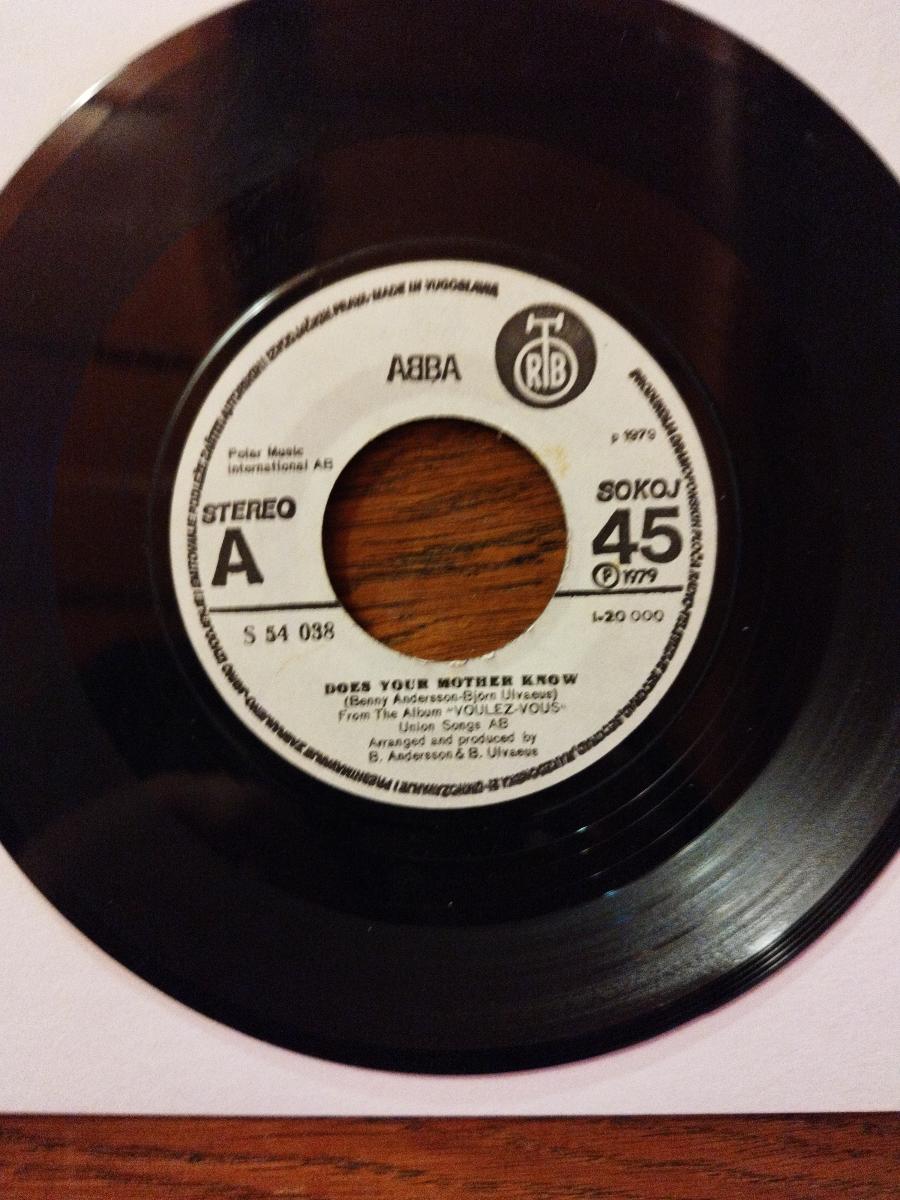 MADE IN YUGOSLAVIA
ABBA
RTB
p 1979
Polar Music
International AB
STEREO
A
SOKOJ
45
Ⓟ 1979
S 54 038
1-20 000
DOES YOUR MOTHER KNOW
(Benny Andersson-Björn Ulvaeus)
From The Album "VOULEZ-VOUS"
Union Songs AB
Arranged and produced by
B. Andersson & B. Ulvaeus